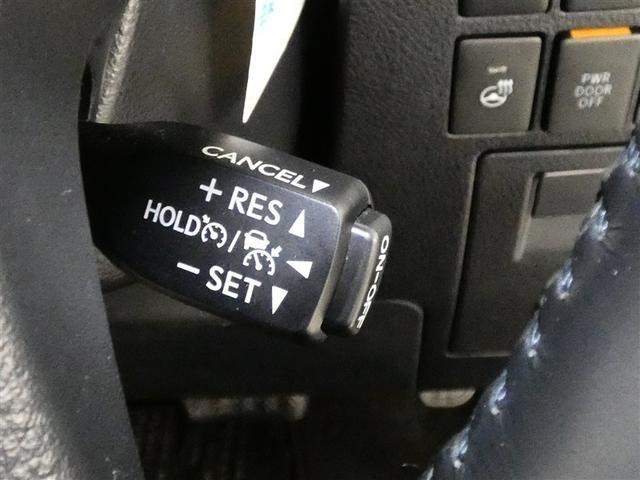 CANCEL
+ RES
HOLD /
− SET
ON-OFF
PWR
DOOR
OFF